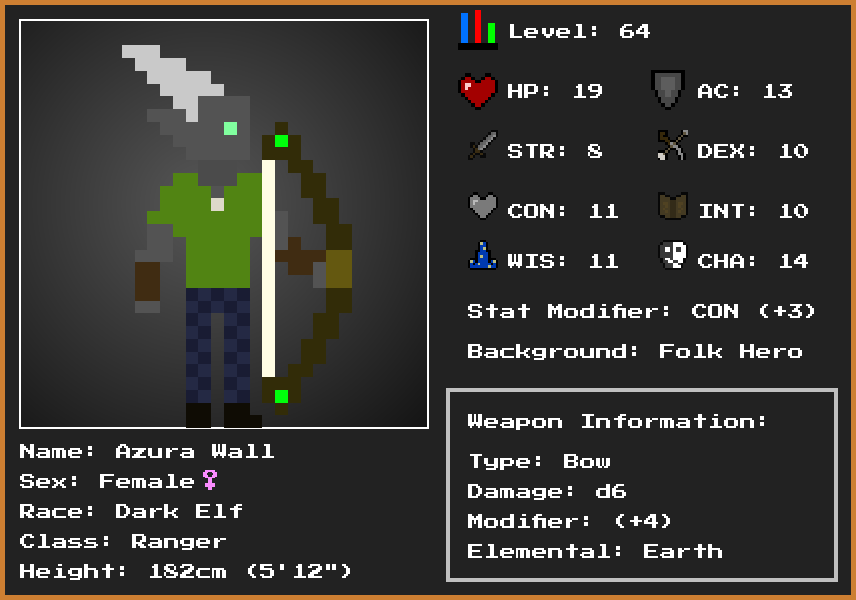 Level: 64
HP: 19
AC: 13
STR: 8
DEX: 10
CON: 11
INT: 10
WIS: 11
CHA: 14
Stat Modifier: CON (+3)
Background: Folk Hero
Weapon Information:
Type: Bow
Damage: d6
Modifier: (+4)
Elemental: Earth
Name: Azura Wall
Sex: Female♀
Race: Dark Elf
Class: Ranger
Height: 182cm (5'12")